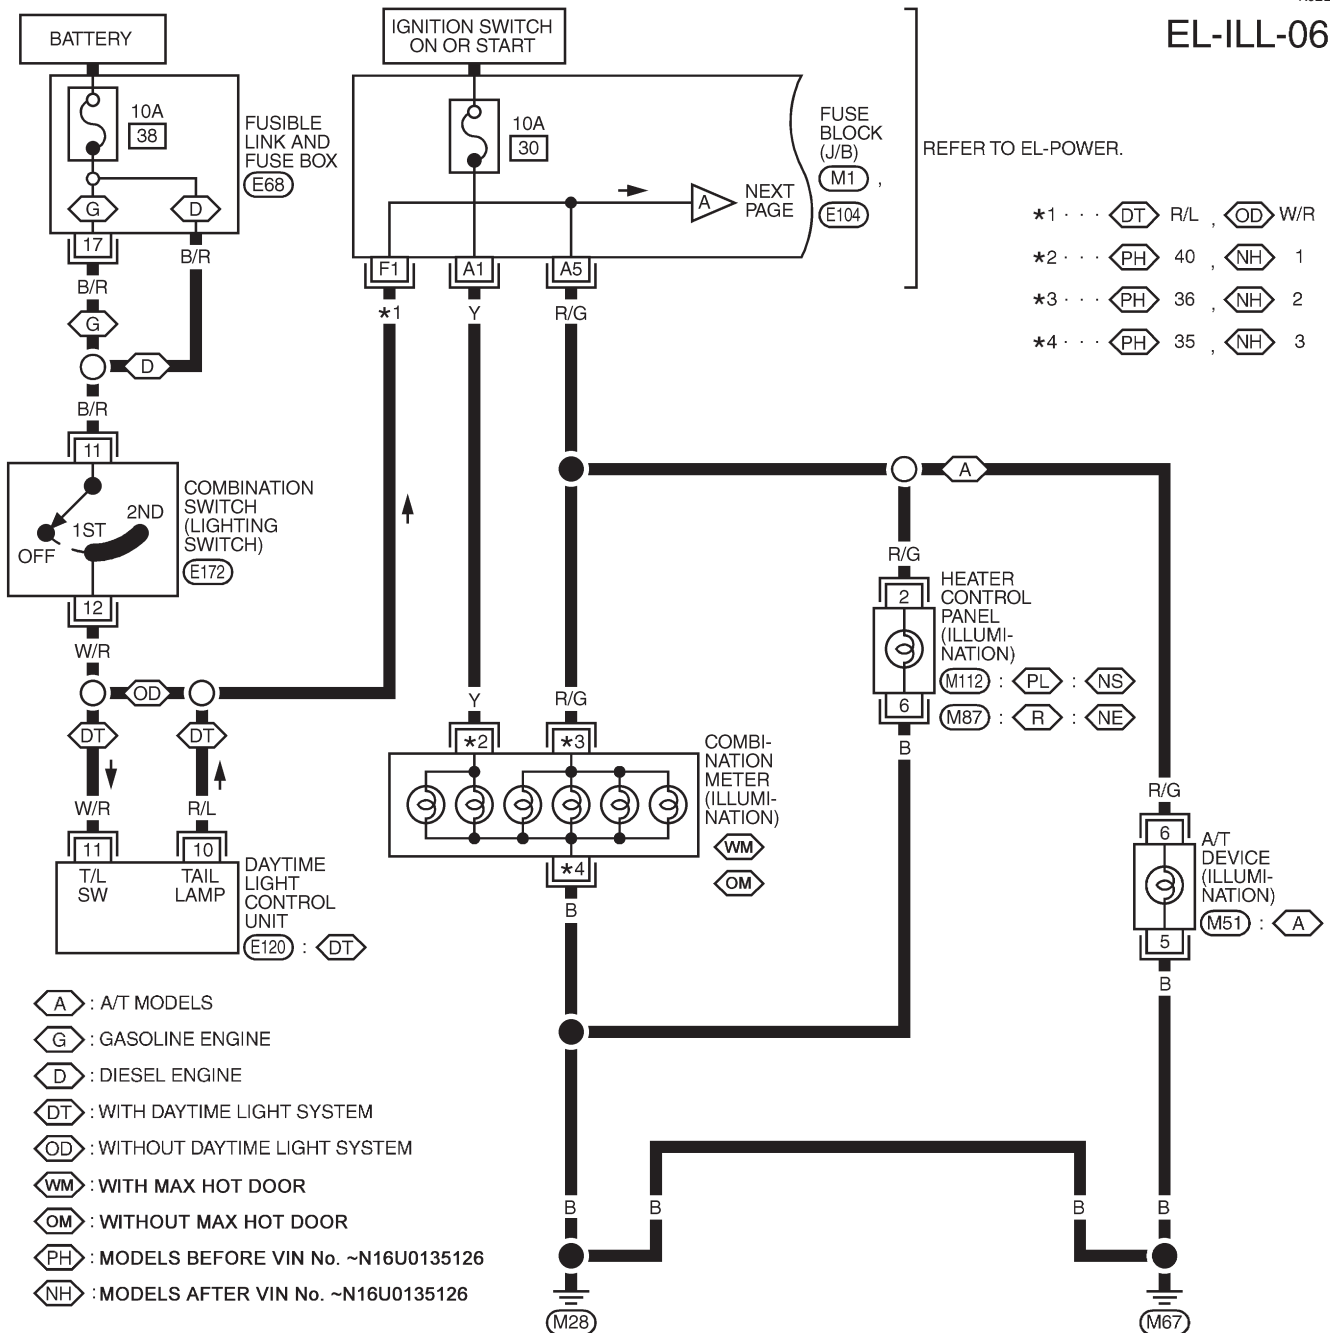 EL-ILL-06
BATTERY
IGNITION SWITCH
ON OR START
10A
38
FUSIBLE
LINK AND
FUSE BOX
E68
G
D
17
B/R
B/R
G
D
B/R
10A
30
A
NEXT
PAGE
FUSE
BLOCK
(J/B)
M1 ,
E104
REFER TO EL-POWER.
F1
A1
A5
*1
Y
R/G
*1 · · · DT R/L , OD W/R
*2 · · · PH 40 , NH 1
*3 · · · PH 36 , NH 2
*4 · · · PH 35 , NH 3
11
OFF
1ST
2ND
COMBINATION
SWITCH
(LIGHTING
SWITCH)
E172
12
W/R
OD
DT
DT
W/R
R/L
11
10
T/L
SW
TAIL
LAMP
DAYTIME
LIGHT
CONTROL
UNIT
E120 : DT
A
R/G
2
HEATER
CONTROL
PANEL
(ILLUMI-
NATION)
M112 : PL : NS
M87 : R : NE
6
B
Y
R/G
*2
*3
COMBI-
NATION
METER
(ILLUMI-
NATION)
WM
OM
*4
B
R/G
6
A/T
DEVICE
(ILLUMI-
NATION)
M51 : A
5
B
A : A/T MODELS
G : GASOLINE ENGINE
D : DIESEL ENGINE
DT : WITH DAYTIME LIGHT SYSTEM
OD : WITHOUT DAYTIME LIGHT SYSTEM
WM : WITH MAX HOT DOOR
OM : WITHOUT MAX HOT DOOR
PH : MODELS BEFORE VIN No. ~N16U0135126
NH : MODELS AFTER VIN No. ~N16U0135126
B
B
B
B
M28
M67